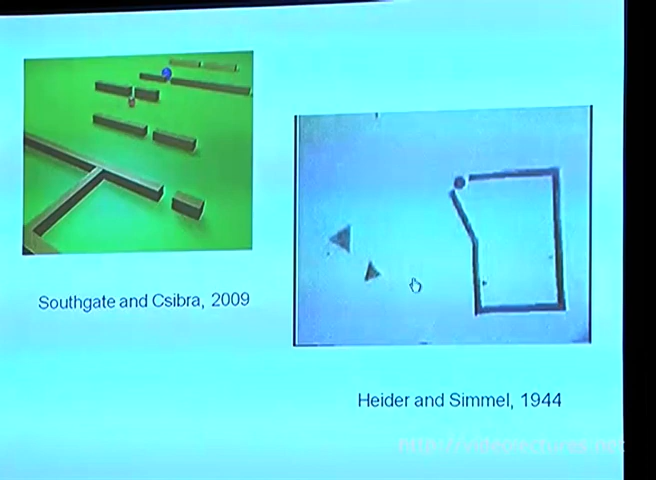 Southgate and Csibra, 2009
Heider and Simmel, 1944
http://videolectures.net